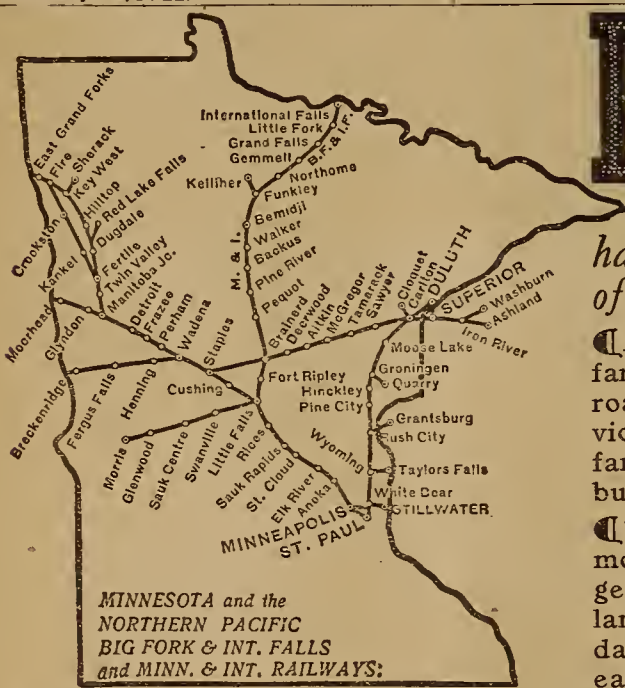 East Grand Forks
Fire
Sherack
Key West
Hilltop
Red Lake Falls
Dugdale
Crookston
Kankel
Fertile
Twin Valley
Manitoba Jc.
Moorhead
Glyndon
Detroit
Frazee
Perham
Wadena
Staples
Breckenridge
Fergus Falls
Henning
Cushing
Morris
Glenwood
Sauk Centre
Swanville
Little Falls
Rices
Sauk Rapids
St. Cloud
Elk River
Anoka
MINNEAPOLIS
ST. PAUL
International Falls
Little Fork
Grand Falls
Gemmell
B.F. & I.F.
Northome
Kelliher
Funkley
Bemidji
Walker
Backus
Pine River
Pequot
M. & I.
Brainerd
Deerwood
Aitkin
McGregor
Tamarack
Sawyer
Cloquet
Carlton
DULUTH
SUPERIOR
Washburn
Ashland
Iron River
Moose Lake
Fort Ripley
Groningen
Hinckley
Quarry
Pine City
Grantsburg
Rush City
Wyoming
Taylors Falls
White Bear
STILLWATER
MINNESOTA and the
NORTHERN PACIFIC
BIG FORK & INT. FALLS
and MINN. & INT. RAILWAYS:
ha
of
far
roa
vic
far
bu
mo
ge
lan
da
ea